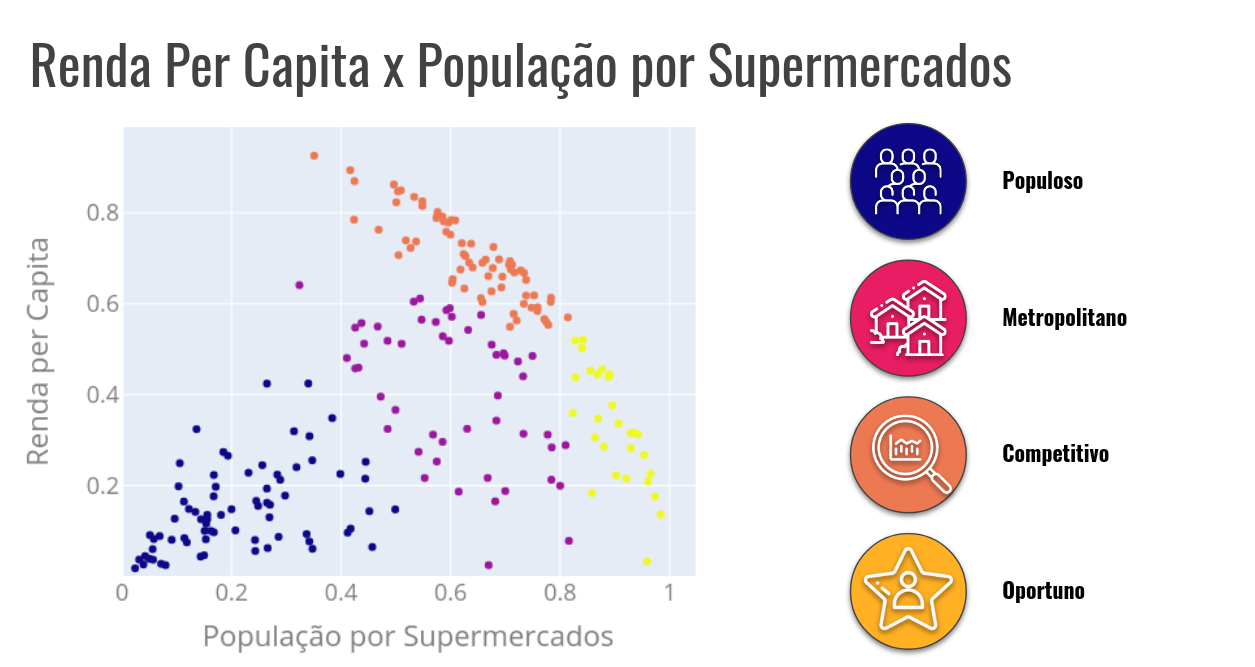 Renda Per Capita x População por Supermercados
Renda per Capita
0.8
0.6
0.4
0.2
0 0.2 0.4 0.6 0.8 1
População por Supermercados
Populoso
Metropolitano
Competitivo
Oportuno